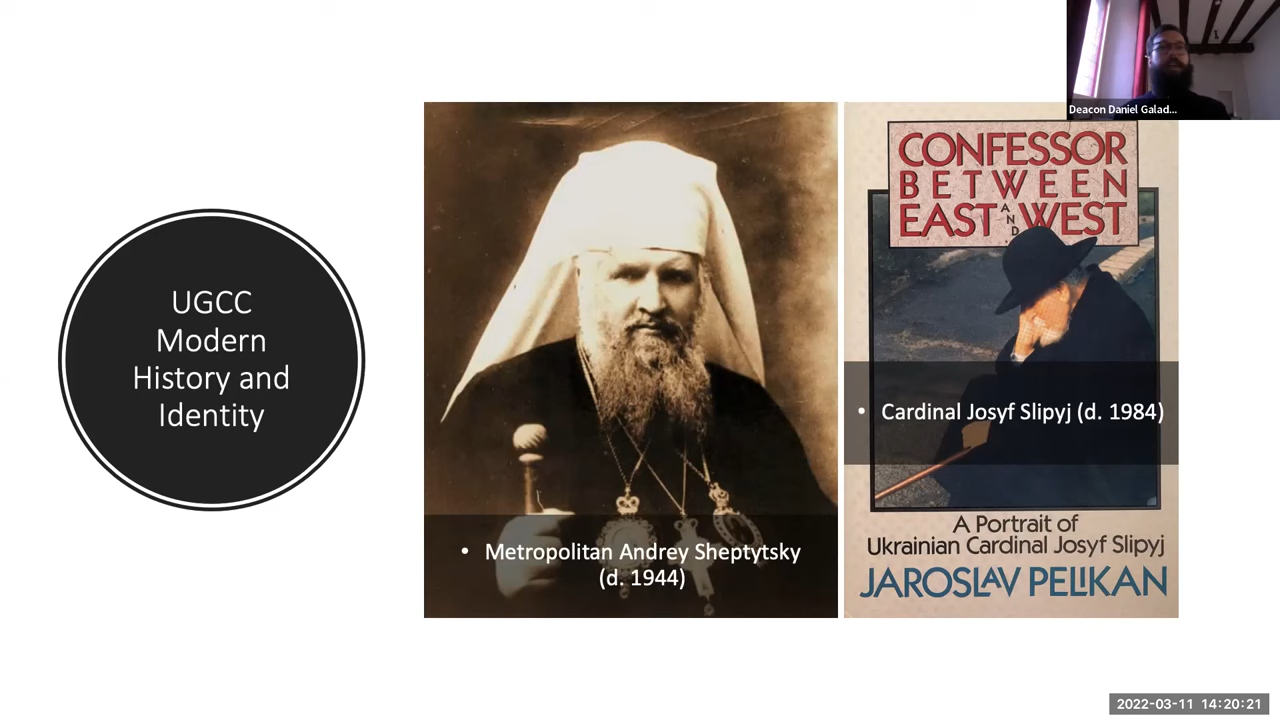 Deacon Daniel Galad...
UGCC
Modern
History and
Identity
• Metropolitan Andrey Sheptytsky
(d. 1944)
CONFESSOR
BETWEEN
EAST AND WEST
• Cardinal Josyf Slipyj (d. 1984)
A Portrait of
Ukrainian Cardinal Josyf Slipyj
JAROSLAV PELIKAN
2022-03-11 14:20:21